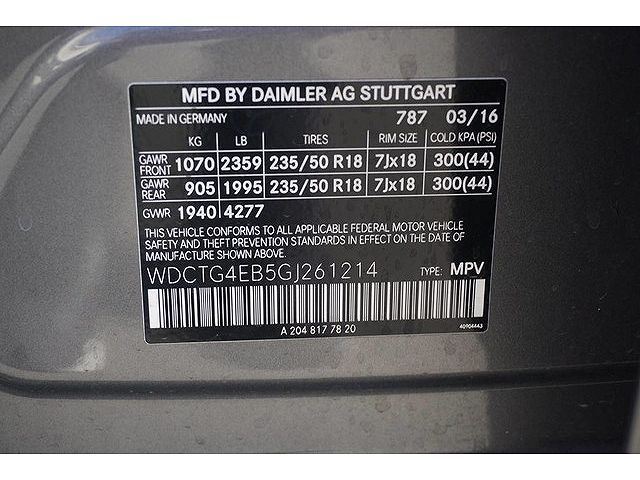 MFD BY DAIMLER AG STUTTGART
MADE IN GERMANY 787 03/16
KG LB TIRES RIM SIZE COLD KPA (PSI)
GAWR FRONT 1070 2359 235/50 R18 7Jx18 300(44)
GAWR REAR 905 1995 235/50 R18 7Jx18 300(44)
GVWR 1940 4277
THIS VEHICLE CONFORMS TO ALL APPLICABLE FEDERAL MOTOR VEHICLE
SAFETY AND THEFT PREVENTION STANDARDS IN EFFECT ON THE DATE OF
MANUFACTURE SHOWN ABOVE.
WDCTG4EB5GJ261214 TYPE: MPV
A 204 817 78 20 40904443